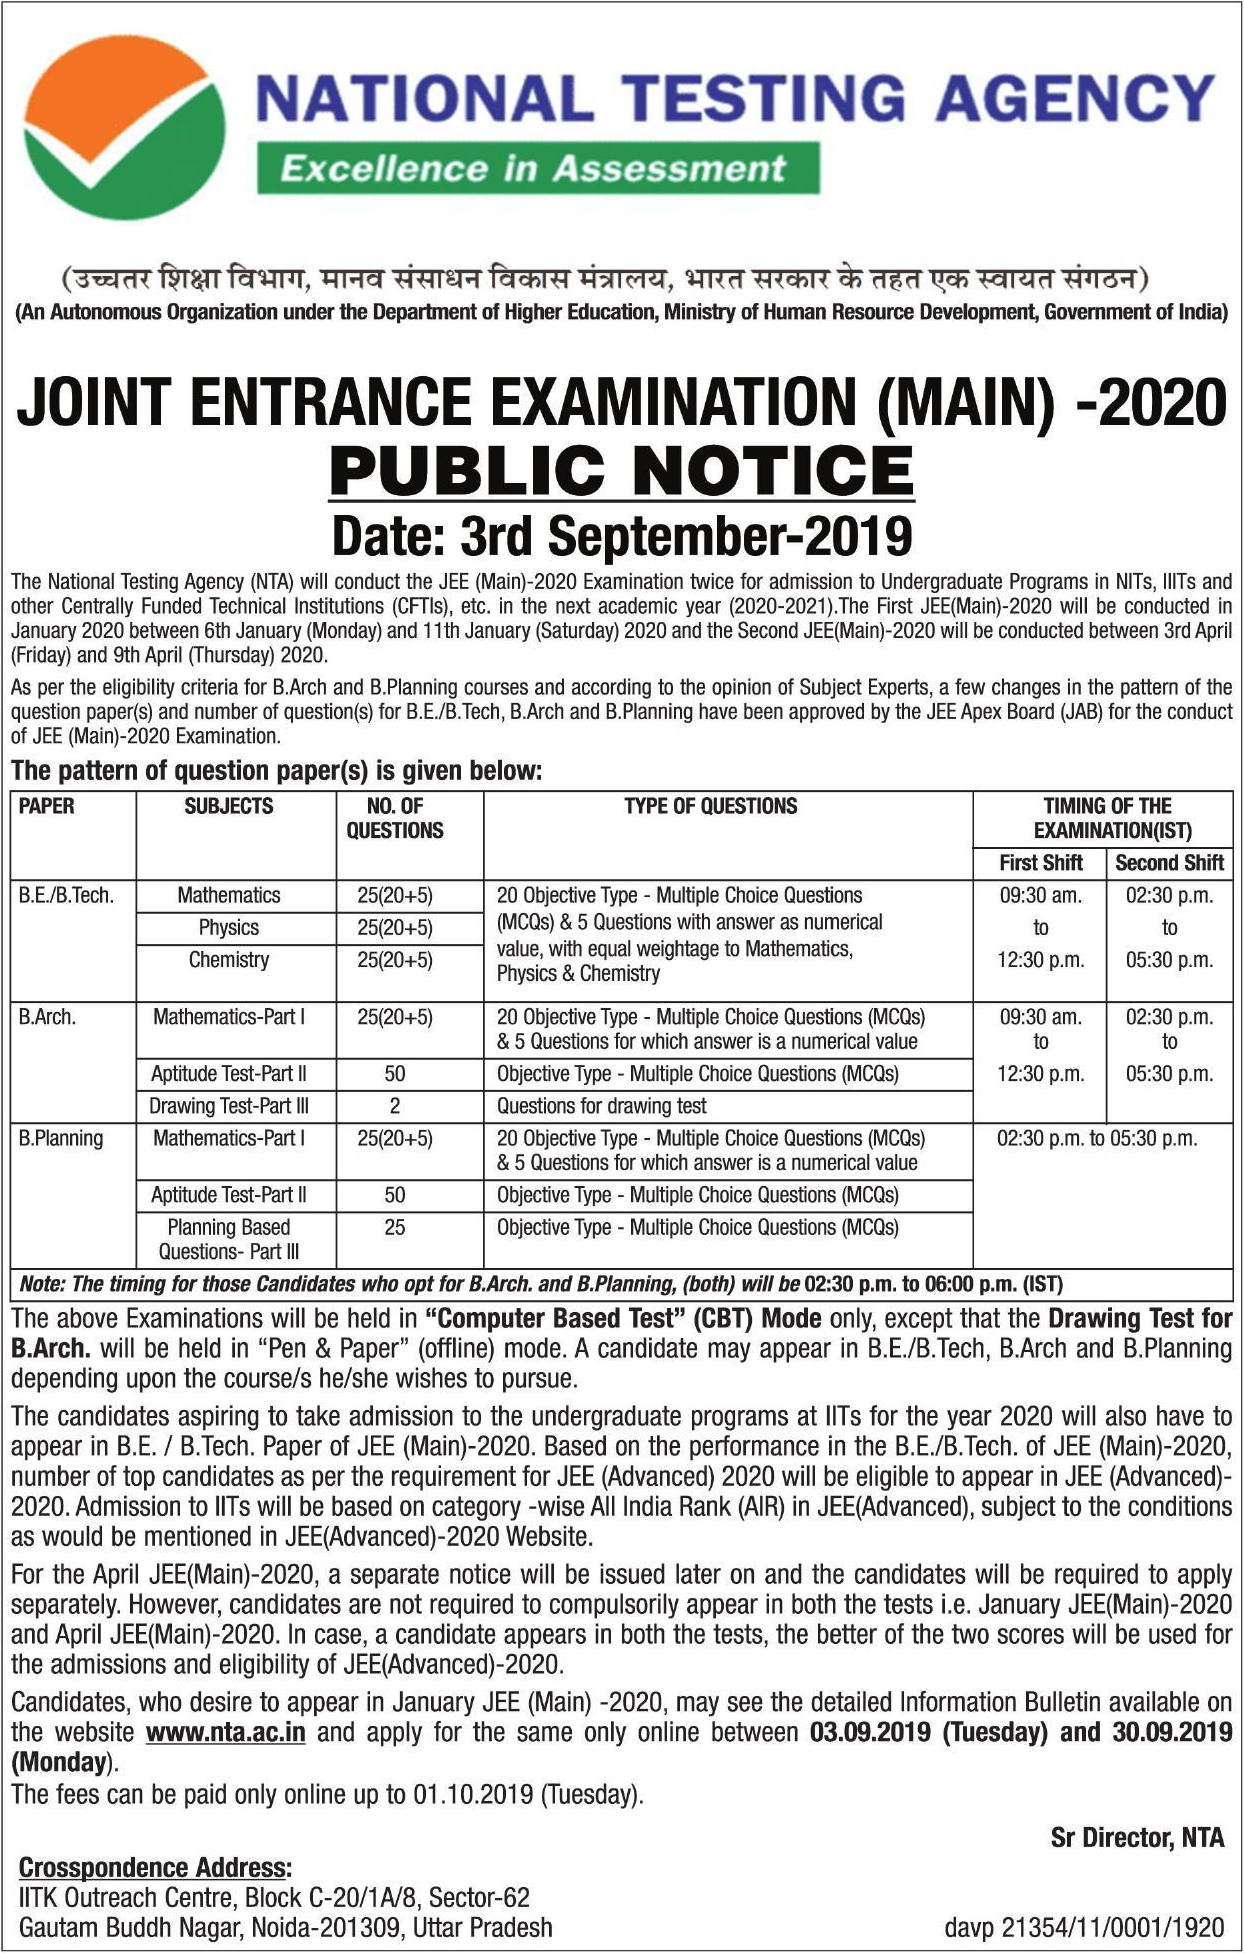 NATIONAL TESTING AGENCY
Excellence in Assessment
(उच्चतर शिक्षा विभाग, मानव संसाधन विकास मंत्रालय, भारत सरकार के तहत एक स्वायत संगठन)
(An Autonomous Organization under the Department of Higher Education, Ministry of Human Resource Development, Government of India)
JOINT ENTRANCE EXAMINATION (MAIN) -2020
PUBLIC NOTICE
Date: 3rd September-2019
The National Testing Agency (NTA) will conduct the JEE (Main)-2020 Examination twice for admission to Undergraduate Programs in NITs, IIITs and
other Centrally Funded Technical Institutions (CFTIs), etc. in the next academic year (2020-2021).The First JEE(Main)-2020 will be conducted in
January 2020 between 6th January (Monday) and 11th January (Saturday) 2020 and the Second JEE(Main)-2020 will be conducted between 3rd April
(Friday) and 9th April (Thursday) 2020.
As per the eligibility criteria for B.Arch and B.Planning courses and according to the opinion of Subject Experts, a few changes in the pattern of the
question paper(s) and number of question(s) for B.E./B.Tech, B.Arch and B.Planning have been approved by the JEE Apex Board (JAB) for the conduct
of JEE (Main)-2020 Examination.
The pattern of question paper(s) is given below:
PAPER SUBJECTS NO. OF TYPE OF QUESTIONS TIMING OF THE
QUESTIONS EXAMINATION(IST)
First Shift Second Shift
B.E./B.Tech. Mathematics 25(20+5) 20 Objective Type - Multiple Choice Questions 09:30 am. 02:30 p.m.
Physics 25(20+5) (MCQs) & 5 Questions with answer as numerical to to
Chemistry 25(20+5) value, with equal weightage to Mathematics, 12:30 p.m. 05:30 p.m.
Physics & Chemistry
B.Arch. Mathematics-Part I 25(20+5) 20 Objective Type - Multiple Choice Questions (MCQs) 09:30 am. 02:30 p.m.
& 5 Questions for which answer is a numerical value to to
Aptitude Test-Part II 50 Objective Type - Multiple Choice Questions (MCQs) 12:30 p.m. 05:30 p.m.
Drawing Test-Part III 2 Questions for drawing test
B.Planning Mathematics-Part I 25(20+5) 20 Objective Type - Multiple Choice Questions (MCQs) 02:30 p.m. to 05:30 p.m.
& 5 Questions for which answer is a numerical value
Aptitude Test-Part II 50 Objective Type - Multiple Choice Questions (MCQs)
Planning Based 25 Objective Type - Multiple Choice Questions (MCQs)
Questions- Part III
Note: The timing for those Candidates who opt for B.Arch. and B.Planning, (both) will be 02:30 p.m. to 06:00 p.m. (IST)
The above Examinations will be held in “Computer Based Test” (CBT) Mode only, except that the Drawing Test for
B.Arch. will be held in “Pen & Paper” (offline) mode. A candidate may appear in B.E./B.Tech, B.Arch and B.Planning
depending upon the course/s he/she wishes to pursue.
The candidates aspiring to take admission to the undergraduate programs at IITs for the year 2020 will also have to
appear in B.E. / B.Tech. Paper of JEE (Main)-2020. Based on the performance in the B.E./B.Tech. of JEE (Main)-2020,
number of top candidates as per the requirement for JEE (Advanced) 2020 will be eligible to appear in JEE (Advanced)-
2020. Admission to IITs will be based on category -wise All India Rank (AIR) in JEE(Advanced), subject to the conditions
as would be mentioned in JEE(Advanced)-2020 Website.
For the April JEE(Main)-2020, a separate notice will be issued later on and the candidates will be required to apply
separately. However, candidates are not required to compulsorily appear in both the tests i.e. January JEE(Main)-2020
and April JEE(Main)-2020. In case, a candidate appears in both the tests, the better of the two scores will be used for
the admissions and eligibility of JEE(Advanced)-2020.
Candidates, who desire to appear in January JEE (Main) -2020, may see the detailed Information Bulletin available on
the website www.nta.ac.in and apply for the same only online between 03.09.2019 (Tuesday) and 30.09.2019
(Monday).
The fees can be paid only online up to 01.10.2019 (Tuesday).
Sr Director, NTA
Crosspondence Address:
IITK Outreach Centre, Block C-20/1A/8, Sector-62
Gautam Buddh Nagar, Noida-201309, Uttar Pradesh
davp 21354/11/0001/1920